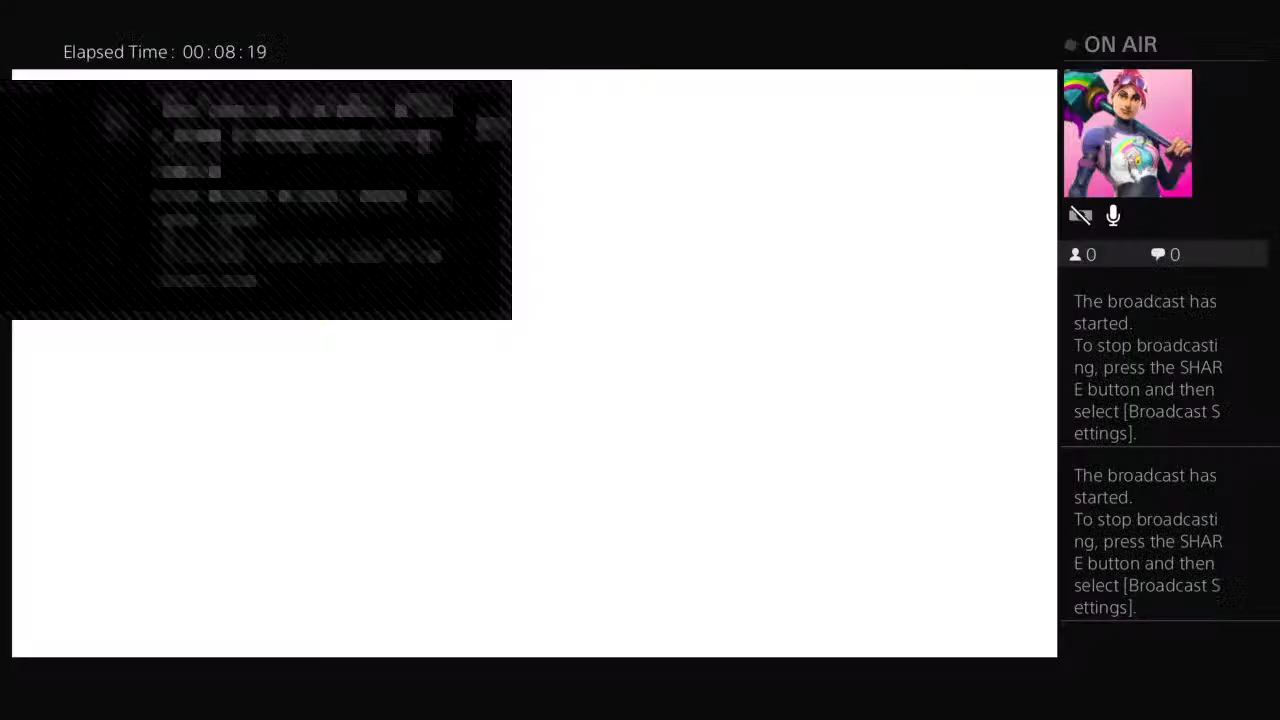 Elapsed Time: 00:08:19
ON AIR
0
0
The broadcast has
started.
To stop broadcasti
ng, press the SHAR
E button and then
select [Broadcast S
ettings].
The broadcast has
started.
To stop broadcasti
ng, press the SHAR
E button and then
select [Broadcast S
ettings].